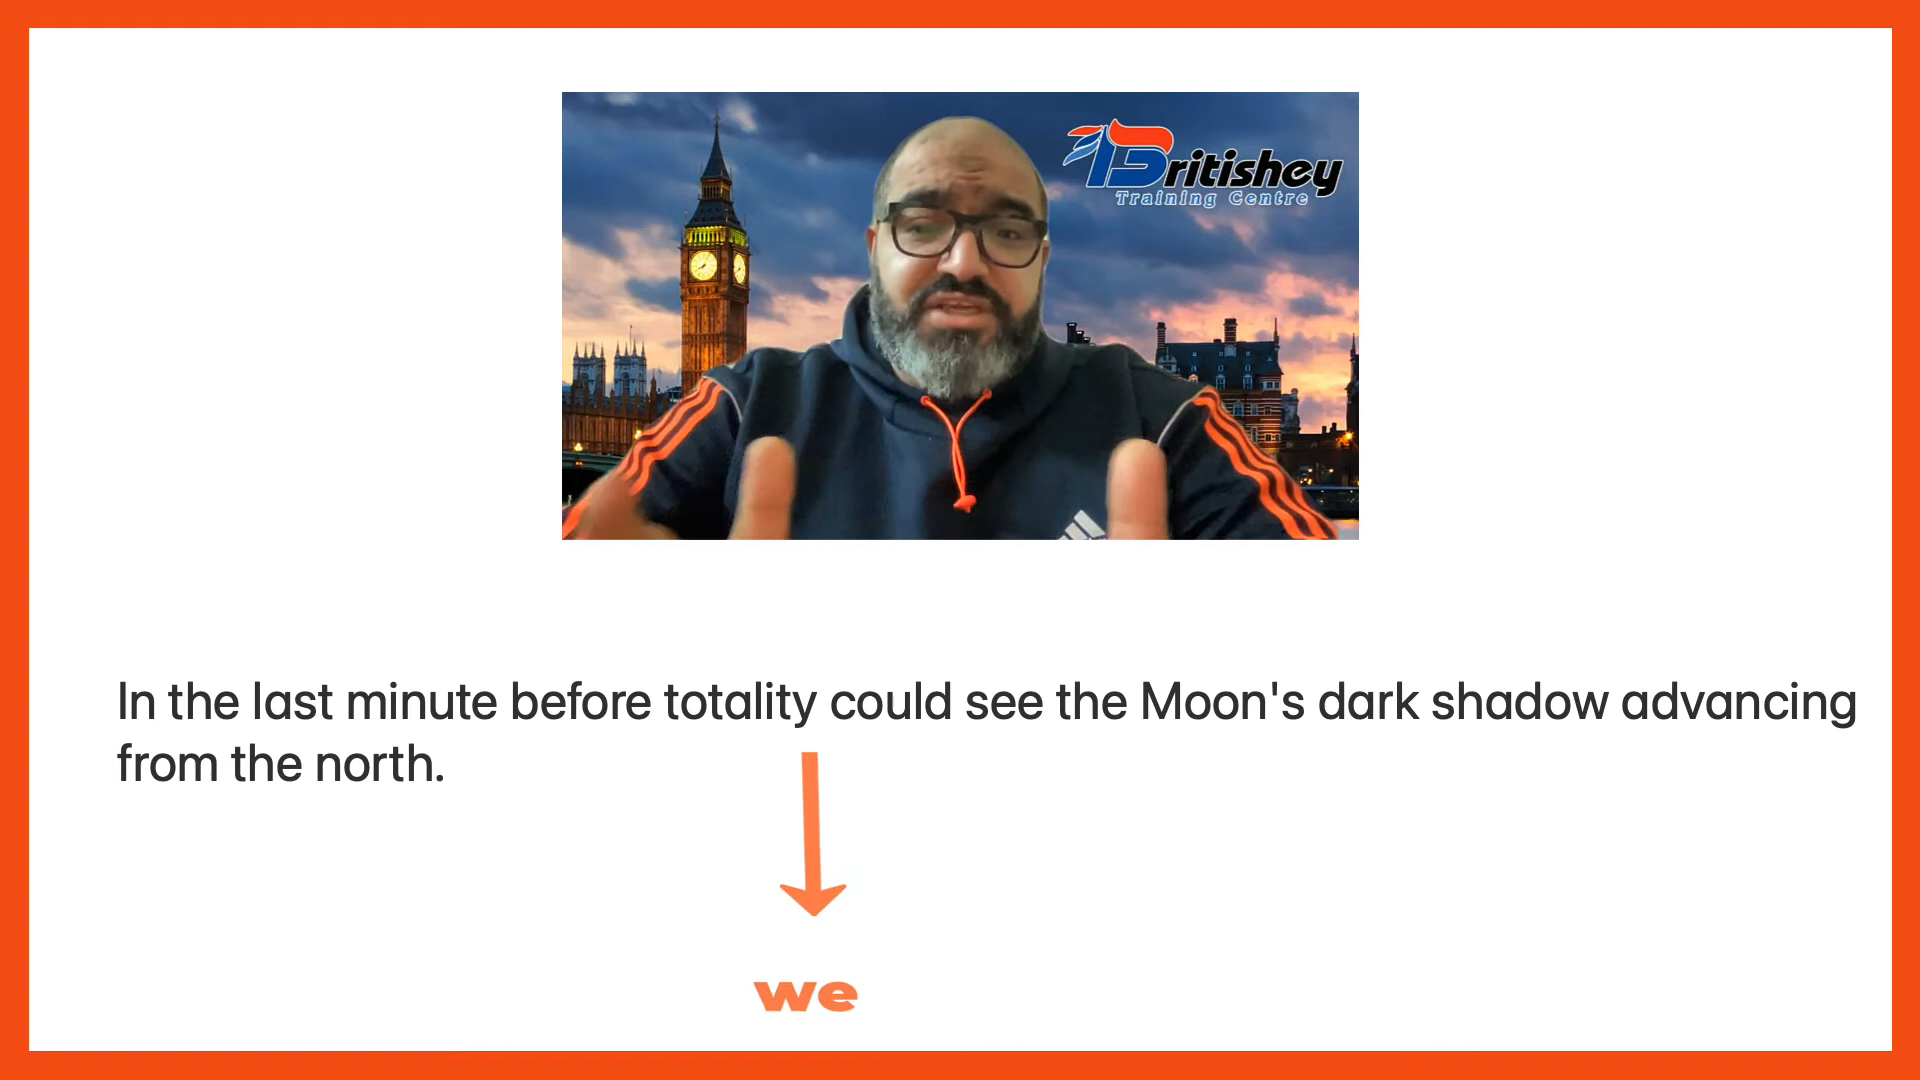 Britishey
Training Centre
In the last minute before totality could see the Moon's dark shadow advancing
from the north.
we